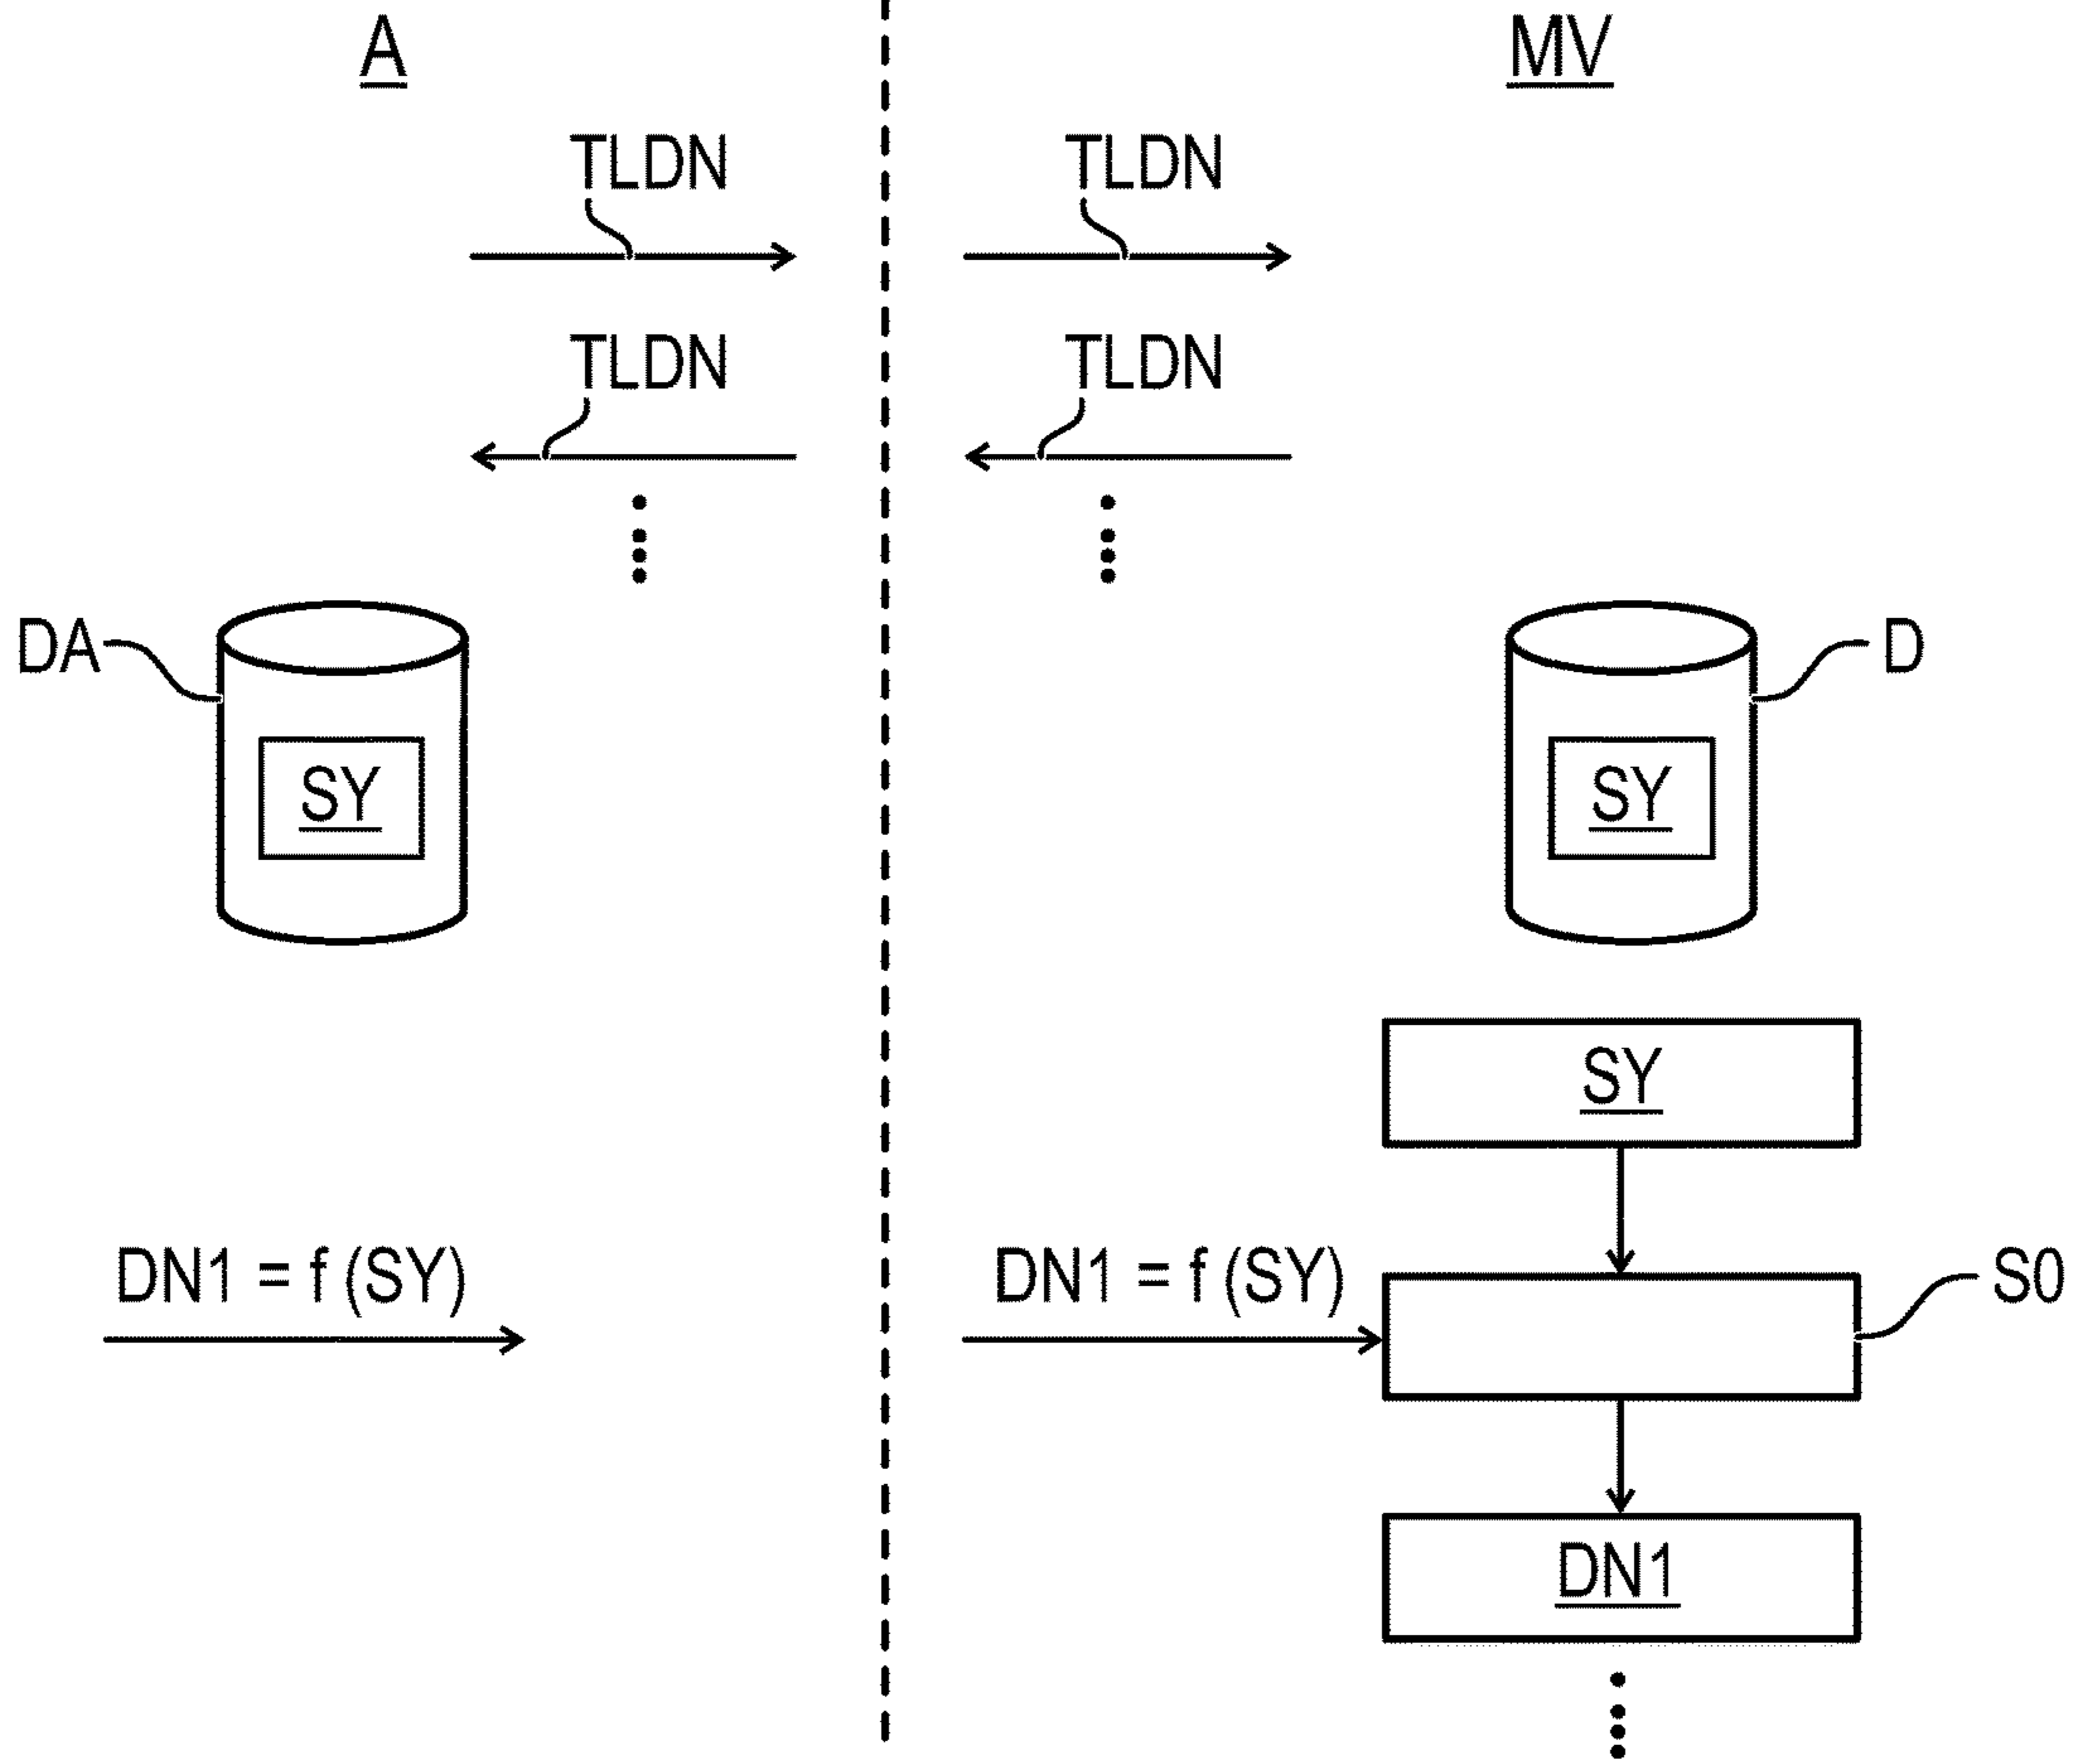 A
MV
TLDN
TLDN
TLDN
TLDN
DA
D
SY
SY
SY
DN1 = f (SY)
DN1 = f (SY)
S0
DN1